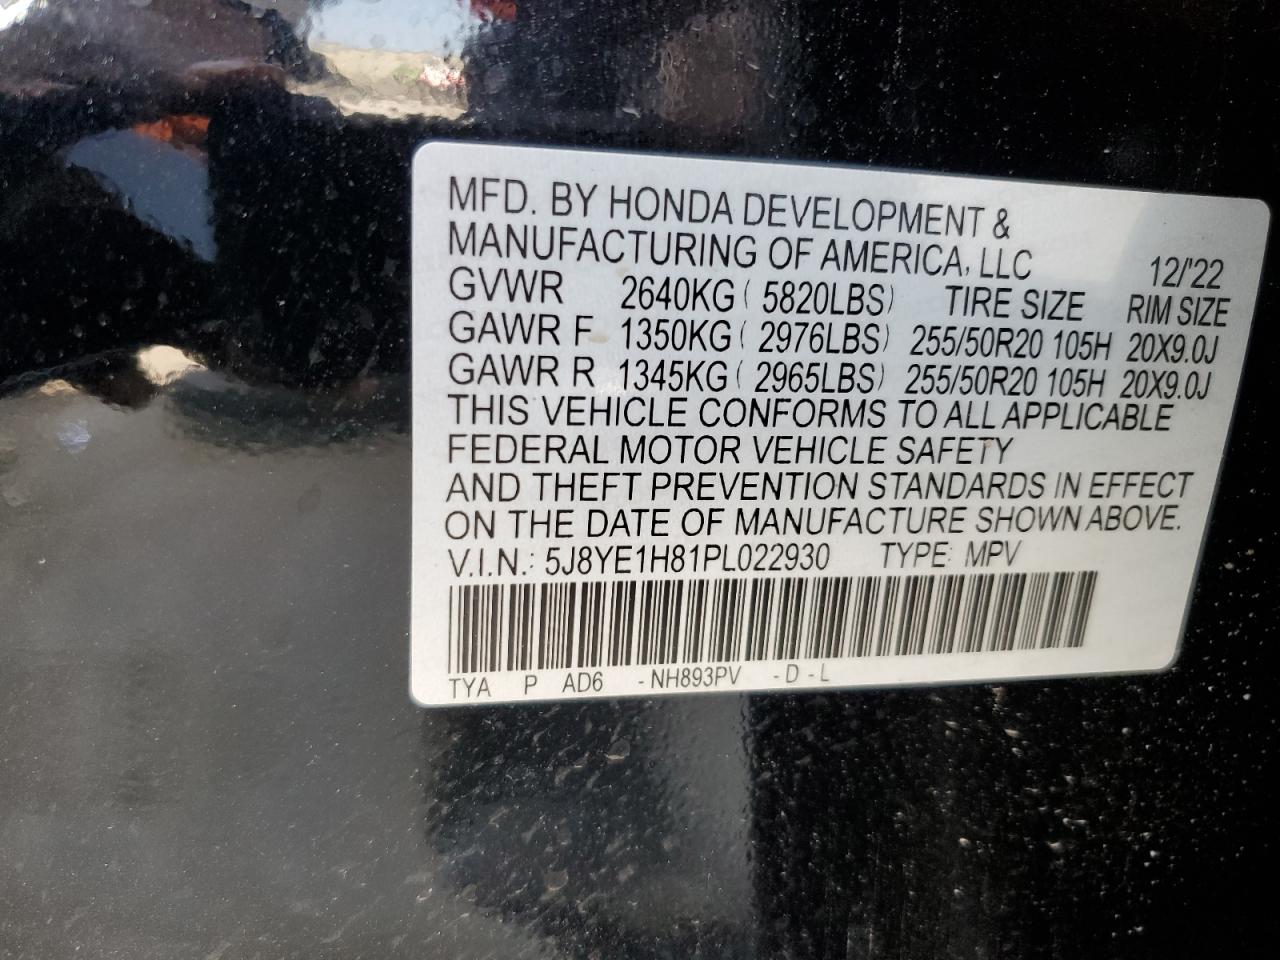 MFD. BY HONDA DEVELOPMENT &
MANUFACTURING OF AMERICA, LLC 12/'22
GVWR 2640KG ( 5820LBS) TIRE SIZE RIM SIZE
GAWR F 1350KG ( 2976LBS) 255/50R20 105H 20X9.0J
GAWR R 1345KG ( 2965LBS) 255/50R20 105H 20X9.0J
THIS VEHICLE CONFORMS TO ALL APPLICABLE
FEDERAL MOTOR VEHICLE SAFETY
AND THEFT PREVENTION STANDARDS IN EFFECT
ON THE DATE OF MANUFACTURE SHOWN ABOVE.
V.I.N.: 5J8YE1H81PL022930 TYPE: MPV
TYA P AD6 - NH893PV - D - L